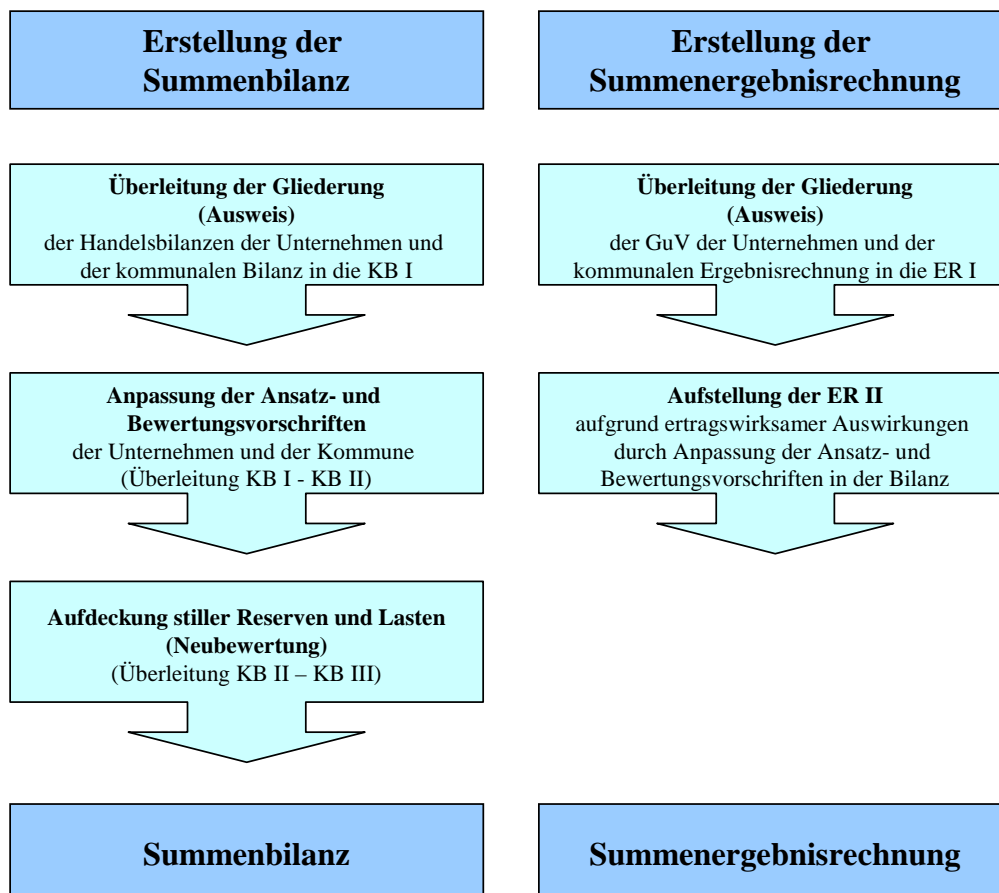 Erstellung der
Summenbilanz
Überleitung der Gliederung
(Ausweis)
der Handelsbilanzen der Unternehmen und
der kommunalen Bilanz in die KB I
Anpassung der Ansatz- und
Bewertungsvorschriften
der Unternehmen und der Kommune
(Überleitung KB I - KB II)
Aufdeckung stiller Reserven und Lasten
(Neubewertung)
(Überleitung KB II – KB III)
Summenbilanz
Erstellung der
Summenergebnisrechnung
Überleitung der Gliederung
(Ausweis)
der GuV der Unternehmen und der
kommunalen Ergebnisrechnung in die ER I
Aufstellung der ER II
aufgrund ertragswirksamer Auswirkungen
durch Anpassung der Ansatz- und
Bewertungsvorschriften in der Bilanz
Summenergebnisrechnung